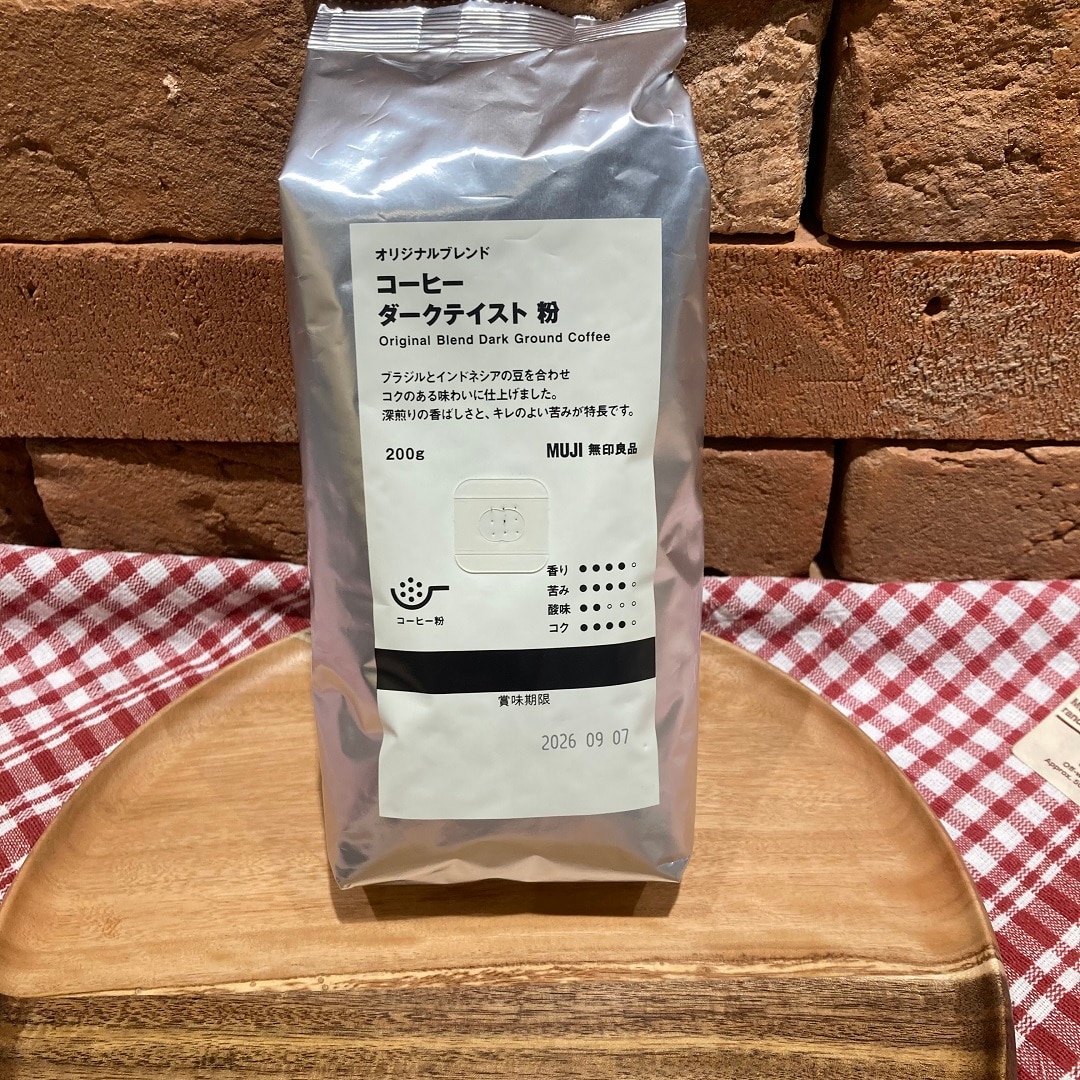 オリジナルブレンド
コーヒー
ダークテイスト 粉
Original Blend Dark Ground Coffee
ブラジルとインドネシアの豆を合わせ
コクのある味わいに仕上げました。
深煎りの香ばしさと、キレのよい苦みが特長です。
200g MUJI 無印良品
香り ●●●●○
苦み ●●●●○
酸味 ●●○○○
コク ●●●●○
コーヒー粉
賞味期限
2026 09 07
Approx.